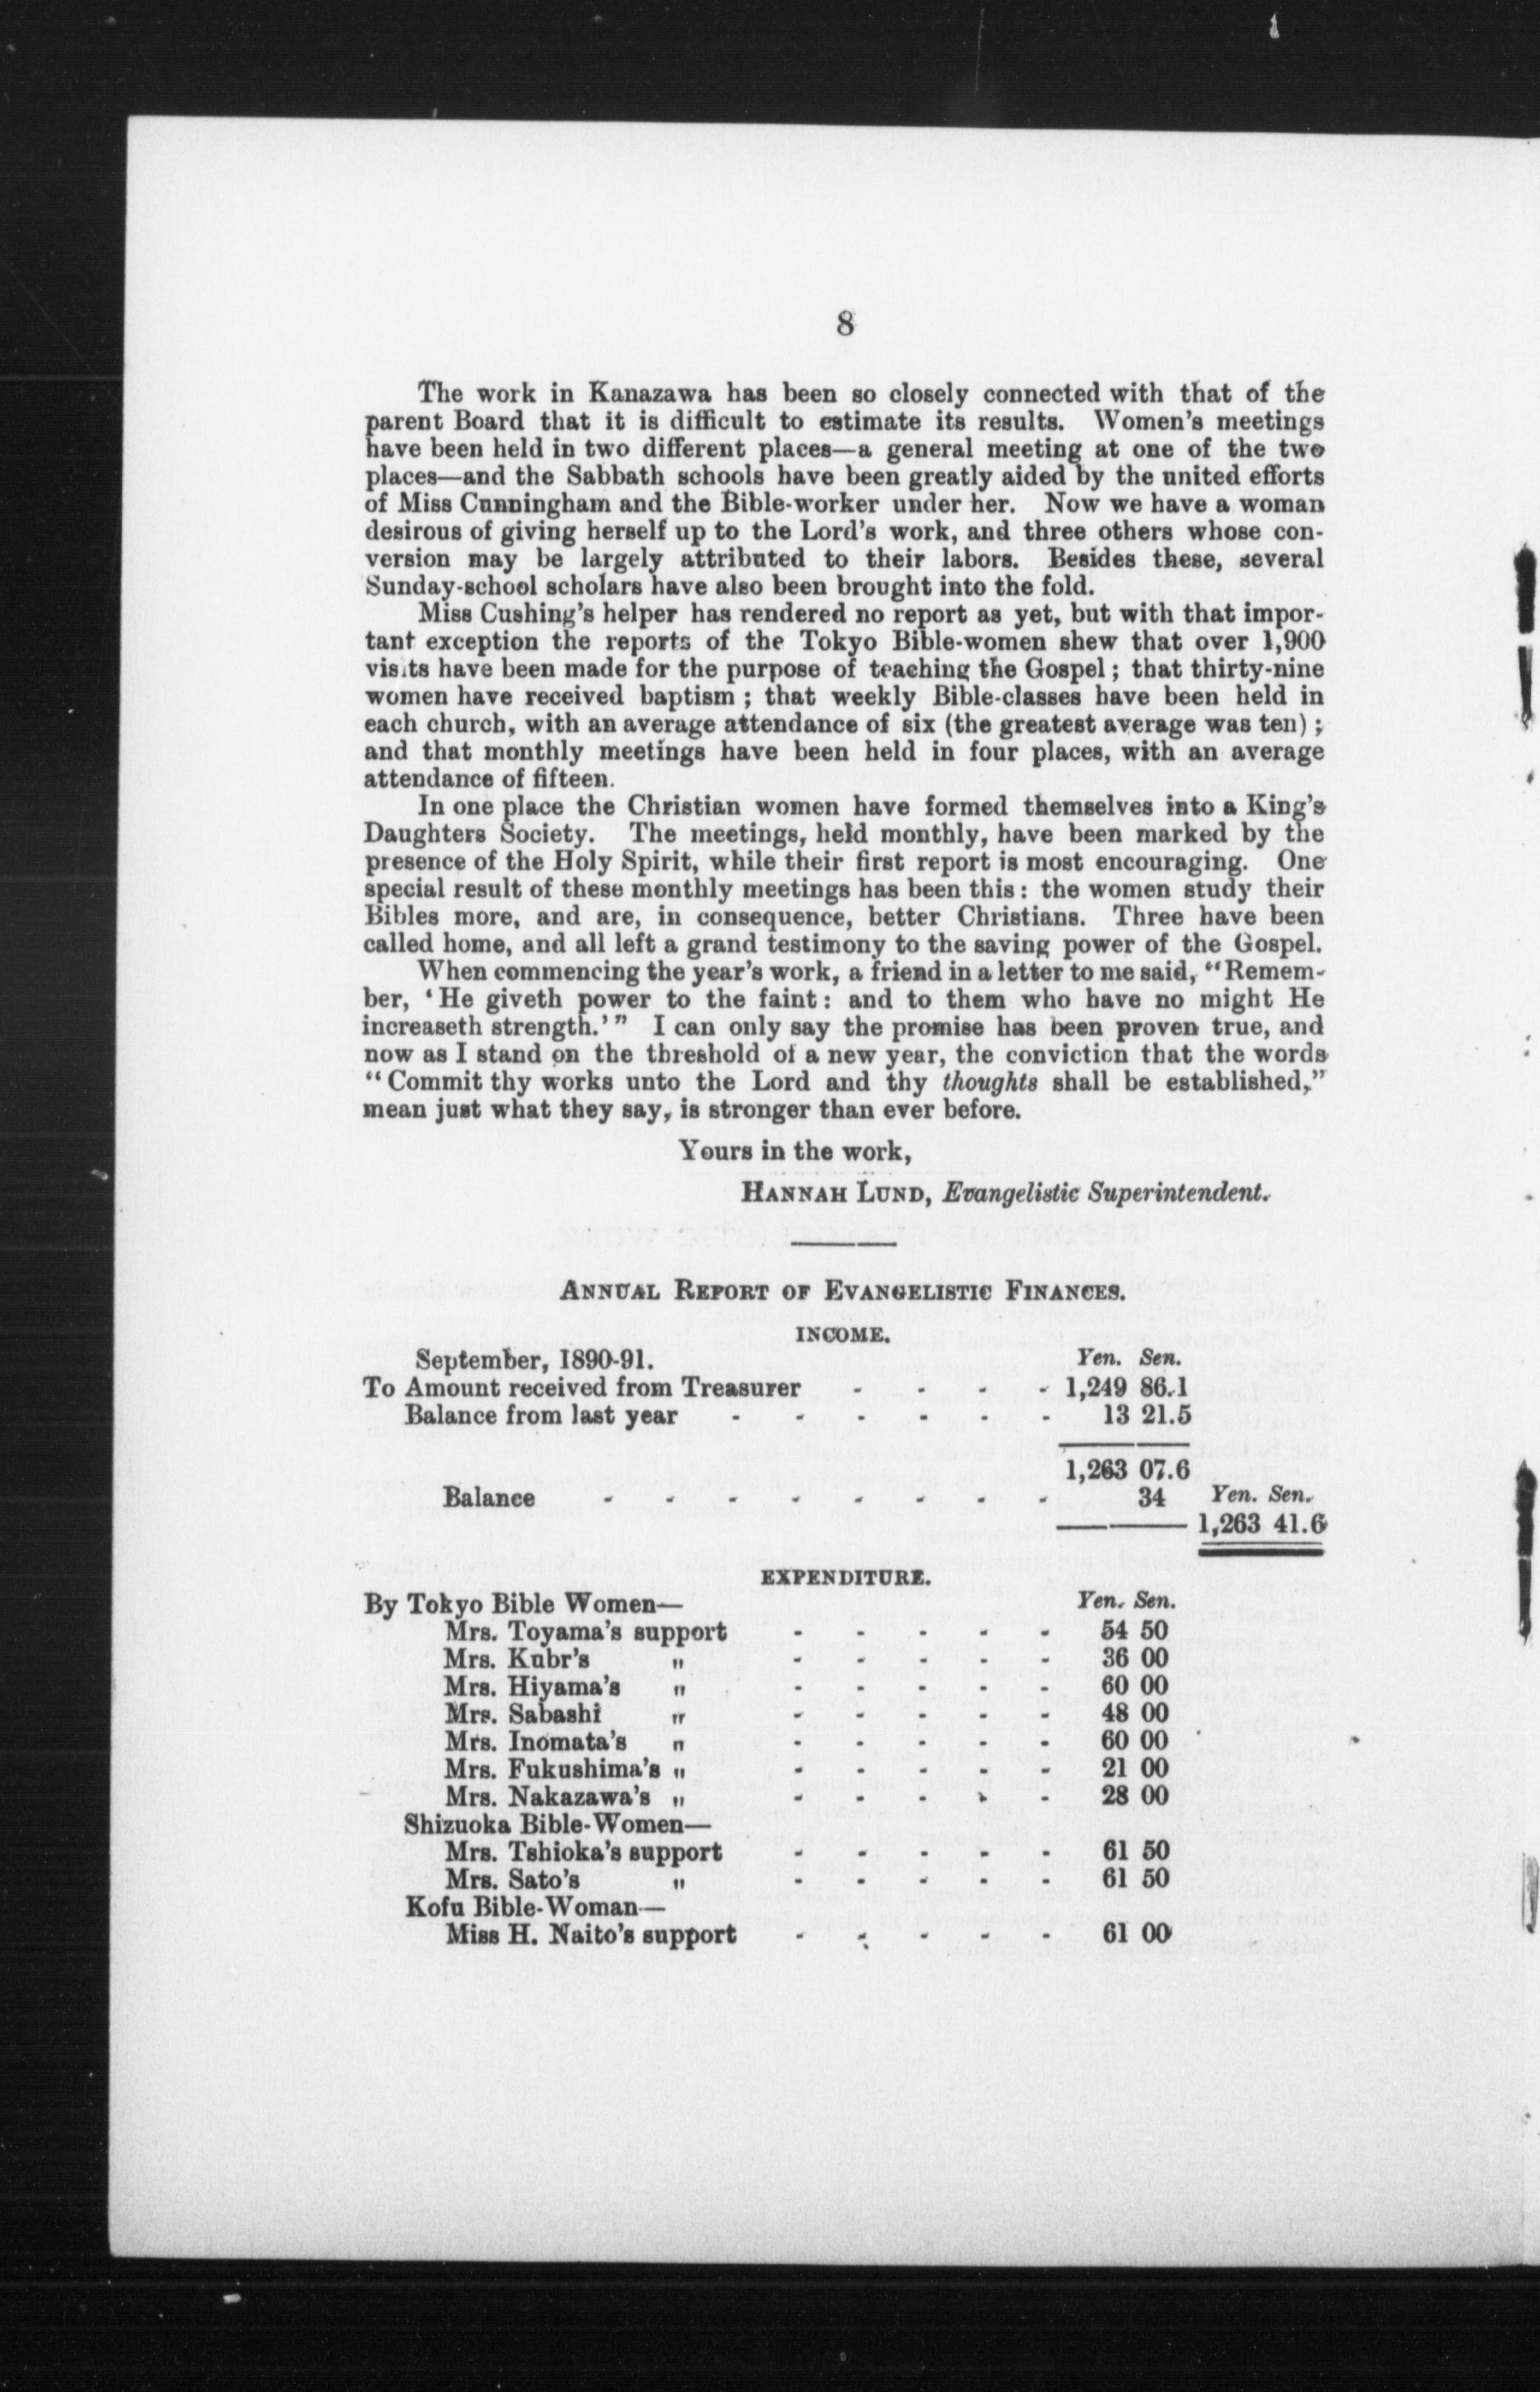 8
The work in Kanazawa has been so closely connected with that of the
parent Board that it is difficult to estimate its results. Women's meetings
have been held in two different places—a general meeting at one of the two
places—and the Sabbath schools have been greatly aided by the united efforts
of Miss Cunningham and the Bible-worker under her. Now we have a woman
desirous of giving herself up to the Lord's work, and three others whose con-
version may be largely attributed to their labors. Besides these, several
Sunday-school scholars have also been brought into the fold.
Miss Cushing's helper has rendered no report as yet, but with that impor-
tant exception the reports of the Tokyo Bible-women shew that over 1,900
visits have been made for the purpose of teaching the Gospel; that thirty-nine
women have received baptism; that weekly Bible-classes have been held in
each church, with an average attendance of six (the greatest average was ten);
and that monthly meetings have been held in four places, with an average
attendance of fifteen.
In one place the Christian women have formed themselves into a King's
Daughters Society. The meetings, held monthly, have been marked by the
presence of the Holy Spirit, while their first report is most encouraging. One
special result of these monthly meetings has been this: the women study their
Bibles more, and are, in consequence, better Christians. Three have been
called home, and all left a grand testimony to the saving power of the Gospel.
When commencing the year's work, a friend in a letter to me said, "Remem-
ber, 'He giveth power to the faint: and to them who have no might He
increaseth strength.'" I can only say the promise has been proven true, and
now as I stand on the threshold of a new year, the conviction that the words
"Commit thy works unto the Lord and thy thoughts shall be established,"
mean just what they say, is stronger than ever before.
Yours in the work,
HANNAH LUND, Evangelistic Superintendent.
ANNUAL REPORT OF EVANGELISTIC FINANCES.
INCOME.
September, 1890-91. Yen. Sen.
To Amount received from Treasurer - - - - 1,249 86.1
Balance from last year - - - - - - 13 21.5
1,263 07.6
Balance - - - - - - - - 34 Yen. Sen.
1,263 41.6
EXPENDITURE.
By Tokyo Bible Women— Yen. Sen.
Mrs. Toyama's support - - - - - 54 50
Mrs. Kubr's " - - - - - 36 00
Mrs. Hiyama's " - - - - - 60 00
Mrs. Sabashi " - - - - - 48 00
Mrs. Inomata's " - - - - - 60 00
Mrs. Fukushima's " - - - - - 21 00
Mrs. Nakazawa's " - - - - - 28 00
Shizuoka Bible-Women—
Mrs. Tshioka's support - - - - - 61 50
Mrs. Sato's " - - - - - 61 50
Kofu Bible-Woman—
Miss H. Naito's support - - - - - 61 00